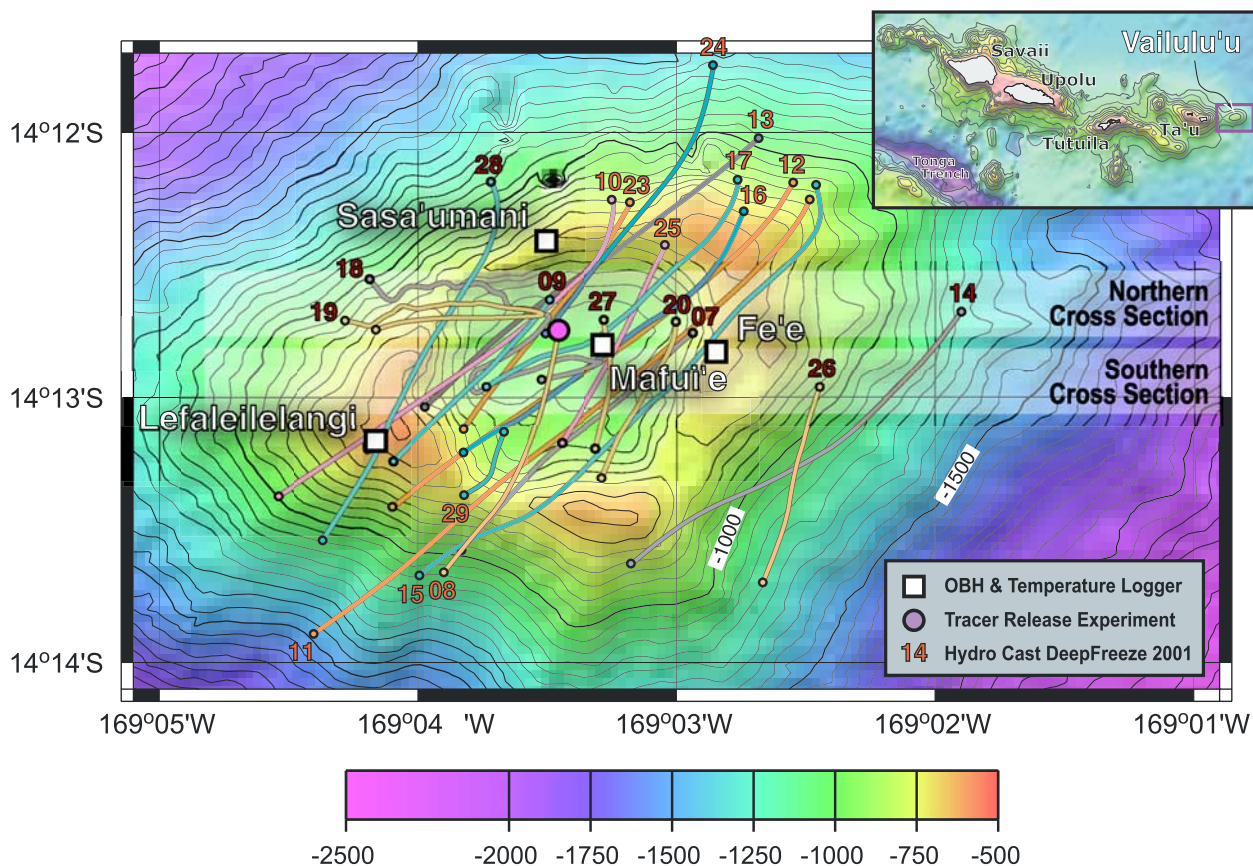 24
Vailulu'u
Savaii
Upolu
Ta'u
Tutuila
Tonga
Trench
14°12'S
13
28
17
12
10
23
16
Sasa'umani
25
18
09
14
Northern
Cross Section
19
27
20
07
Fe'e
Mafui'e
26
Southern
Cross Section
14°13'S
Lefaleilelangi
-1500
29
-1000
15
08
OBH & Temperature Logger
Tracer Release Experiment
14 Hydro Cast DeepFreeze 2001
11
14°14'S
169°05'W
169°04 'W
169°03'W
169°02'W
169°01'W
-2500
-2000
-1750
-1500
-1250
-1000
-750
-500